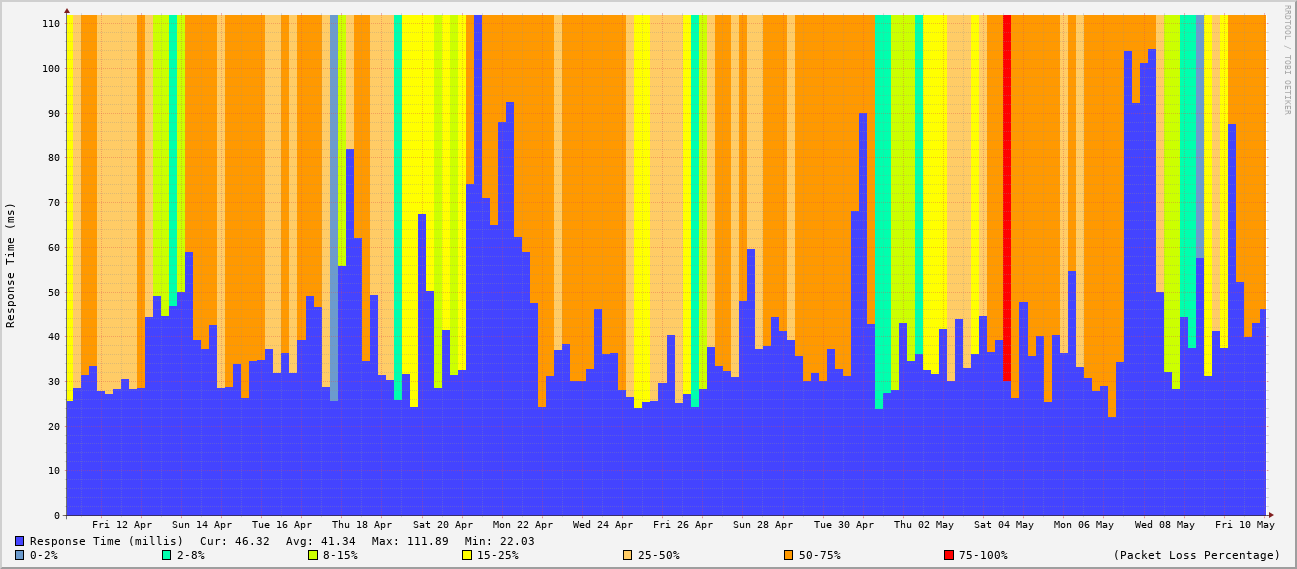 RRDTOOL / TOBI OETIKER
Response Time (ms)
110
100
90
80
70
60
50
40
30
20
10
0
Fri 12 Apr Sun 14 Apr Tue 16 Apr Thu 18 Apr Sat 20 Apr Mon 22 Apr Wed 24 Apr Fri 26 Apr Sun 28 Apr Tue 30 Apr Thu 02 May Sat 04 May Mon 06 May Wed 08 May Fri 10 May
Response Time (millis) Cur: 46.32 Avg: 41.34 Max: 111.89 Min: 22.03
0-2% 2-8% 8-15% 15-25% 25-50% 50-75% 75-100% (Packet Loss Percentage)